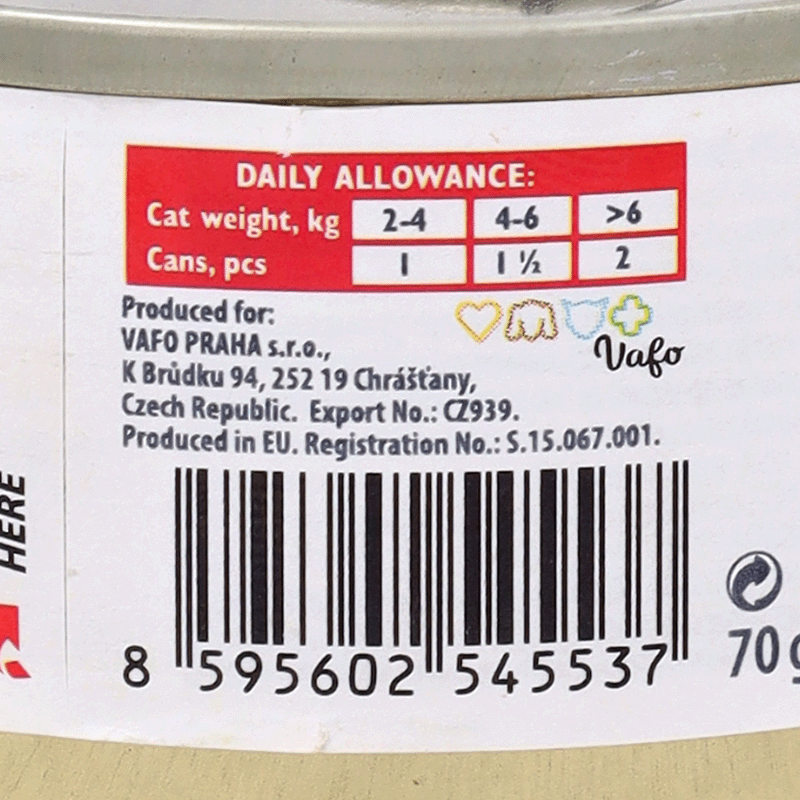 DAILY ALLOWANCE:
Cat weight, kg 2-4 4-6 >6
Cans, pcs 1 1 ½ 2
Produced for:
VAFO PRAHA s.r.o.,
Vafo
K Brůdku 94, 252 19 Chrášťany,
Czech Republic. Export No.: CZ939.
Produced in EU. Registration No.: S.15.067.001.
HERE
8 595602 545537
70g